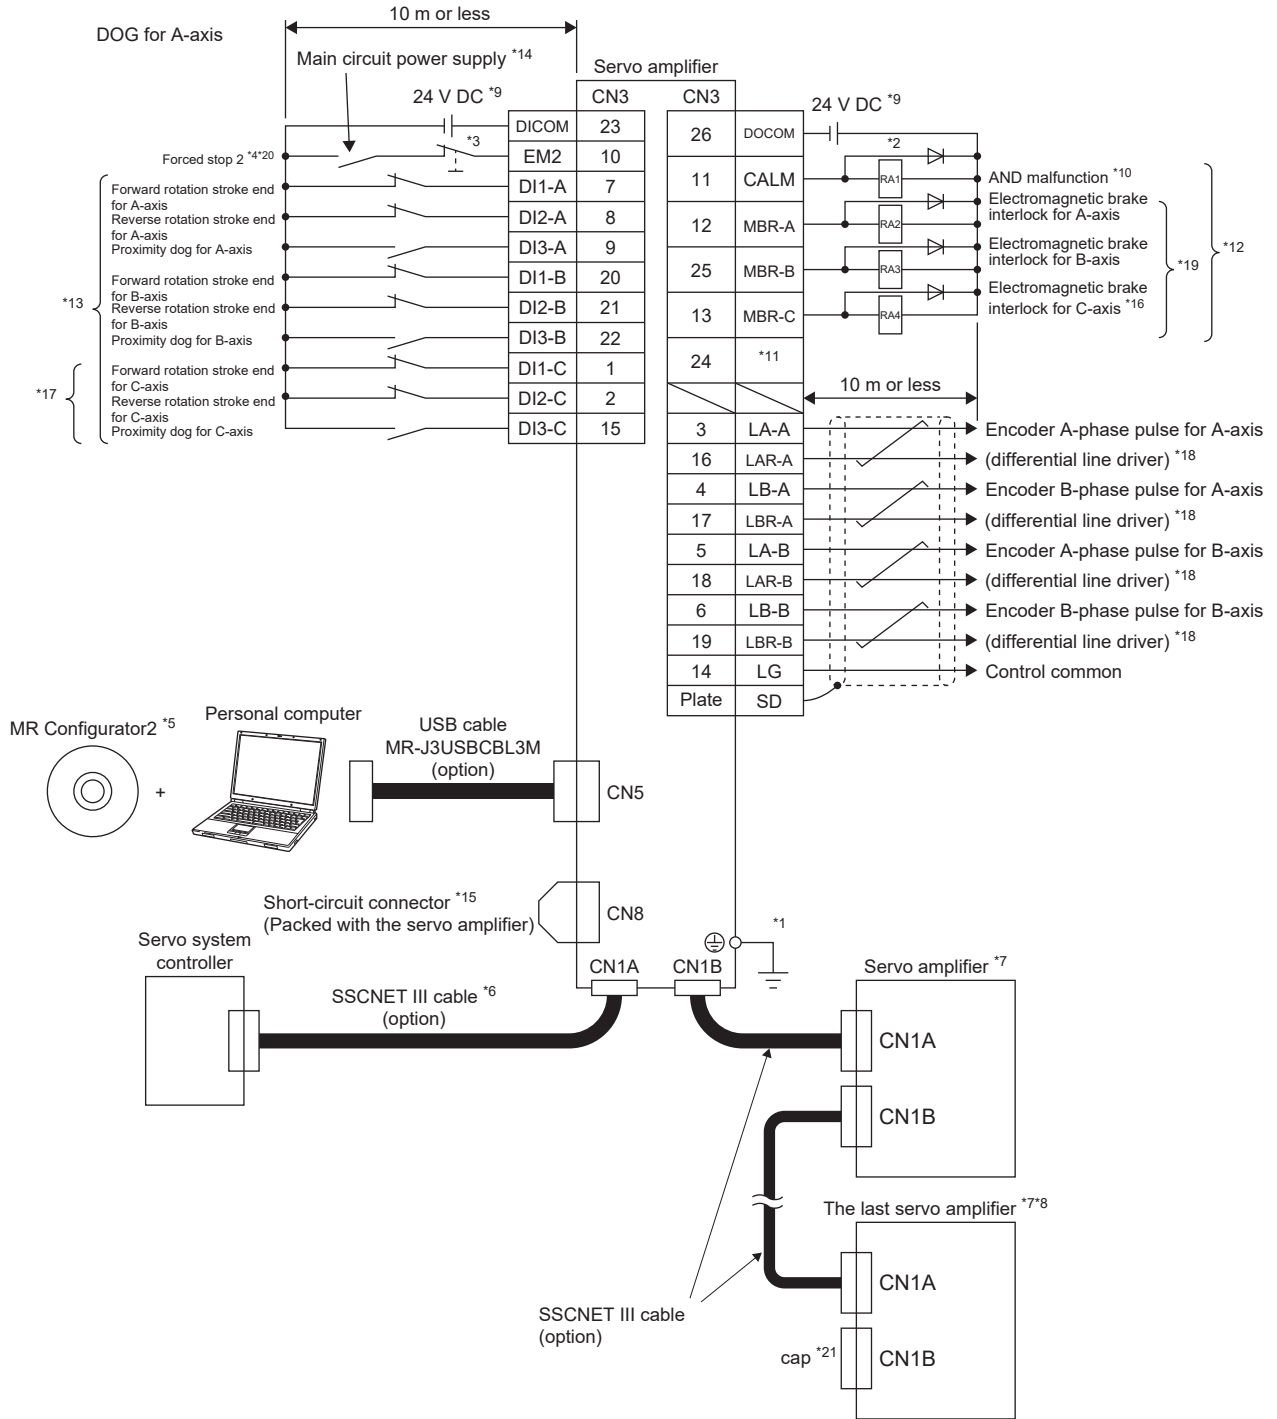 10 m or less
DOG for A-axis
Main circuit power supply *14
Servo amplifier
24 V DC *9
CN3
CN3
24 V DC *9
DICOM 23
26 DOCOM
*3
*2
Forced stop 2 *4*20
EM2 10
11 CALM
RA1
AND malfunction *10
Forward rotation stroke end
for A-axis
DI1-A 7
Reverse rotation stroke end
for A-axis
DI2-A 8
Proximity dog for A-axis
DI3-A 9
12 MBR-A
RA2
Electromagnetic brake
interlock for A-axis
Forward rotation stroke end
for B-axis
DI1-B 20
25 MBR-B
RA3
Electromagnetic brake
interlock for B-axis
*19
*12
*13
Reverse rotation stroke end
for B-axis
DI2-B 21
Proximity dog for B-axis
DI3-B 22
13 MBR-C
RA4
Electromagnetic brake
interlock for C-axis *16
*17
Forward rotation stroke end
for C-axis
DI1-C 1
24 *11
Reverse rotation stroke end
for C-axis
DI2-C 2
Proximity dog for C-axis
DI3-C 15
10 m or less
3 LA-A
Encoder A-phase pulse for A-axis
16 LAR-A
(differential line driver) *18
4 LB-A
Encoder B-phase pulse for A-axis
17 LBR-A
(differential line driver) *18
5 LA-B
Encoder A-phase pulse for B-axis
18 LAR-B
(differential line driver) *18
6 LB-B
Encoder B-phase pulse for B-axis
19 LBR-B
(differential line driver) *18
14 LG
Control common
Plate SD
MR Configurator2 *5
+
Personal computer
USB cable
MR-J3USBCBL3M
(option)
CN5
Short-circuit connector *15
(Packed with the servo amplifier)
CN8
*1
Servo system
controller
CN1A
CN1B
SSCNET III cable *6
(option)
Servo amplifier *7
CN1A
CN1B
The last servo amplifier *7*8
CN1A
SSCNET III cable
(option)
cap *21
CN1B